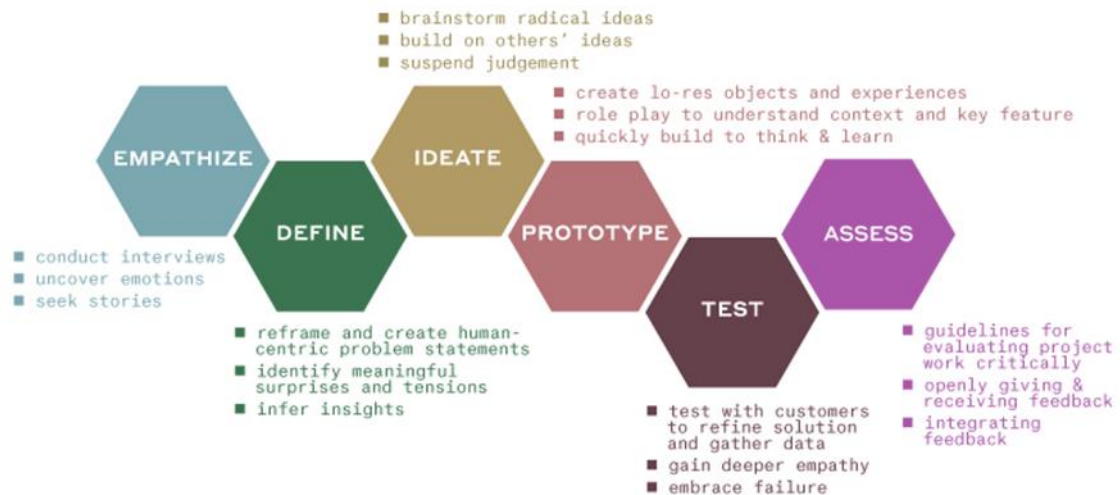 EMPATHIZE
■ conduct interviews
■ uncover emotions
■ seek stories
DEFINE
■ reframe and create human-
centric problem statements
■ identify meaningful
surprises and tensions
■ infer insights
IDEATE
■ brainstorm radical ideas
■ build on others' ideas
■ suspend judgement
PROTOTYPE
■ create lo-res objects and experiences
■ role play to understand context and key feature
■ quickly build to think & learn
TEST
■ test with customers
to refine solution
and gather data
■ gain deeper empathy
■ embrace failure
ASSESS
■ guidelines for
evaluating project
work critically
■ openly giving &
receiving feedback
■ integrating
feedback